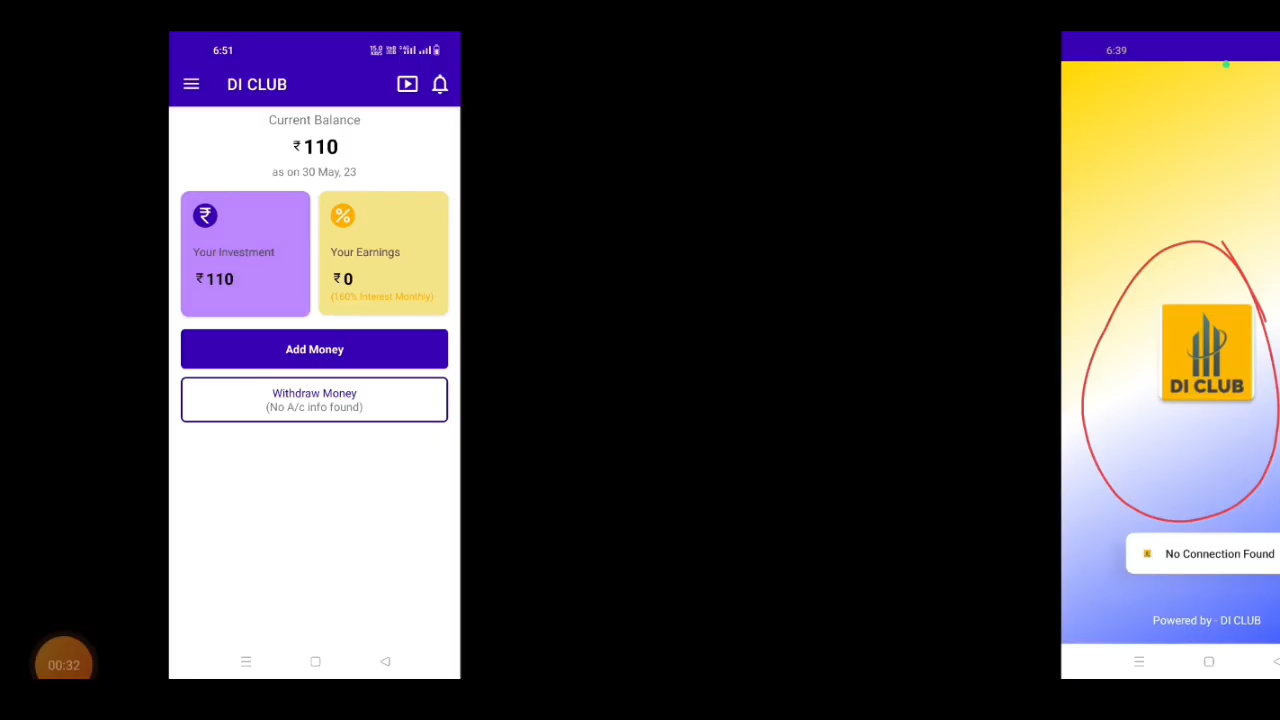 6:51
DI CLUB
Current Balance
₹110
as on 30 May, 23
Your Investment
₹110
Your Earnings
₹0
(160% Interest Monthly)
Add Money
Withdraw Money
(No A/c info found)
00:32
6:39
DI CLUB
No Connection Found
Powered by - DI CLUB